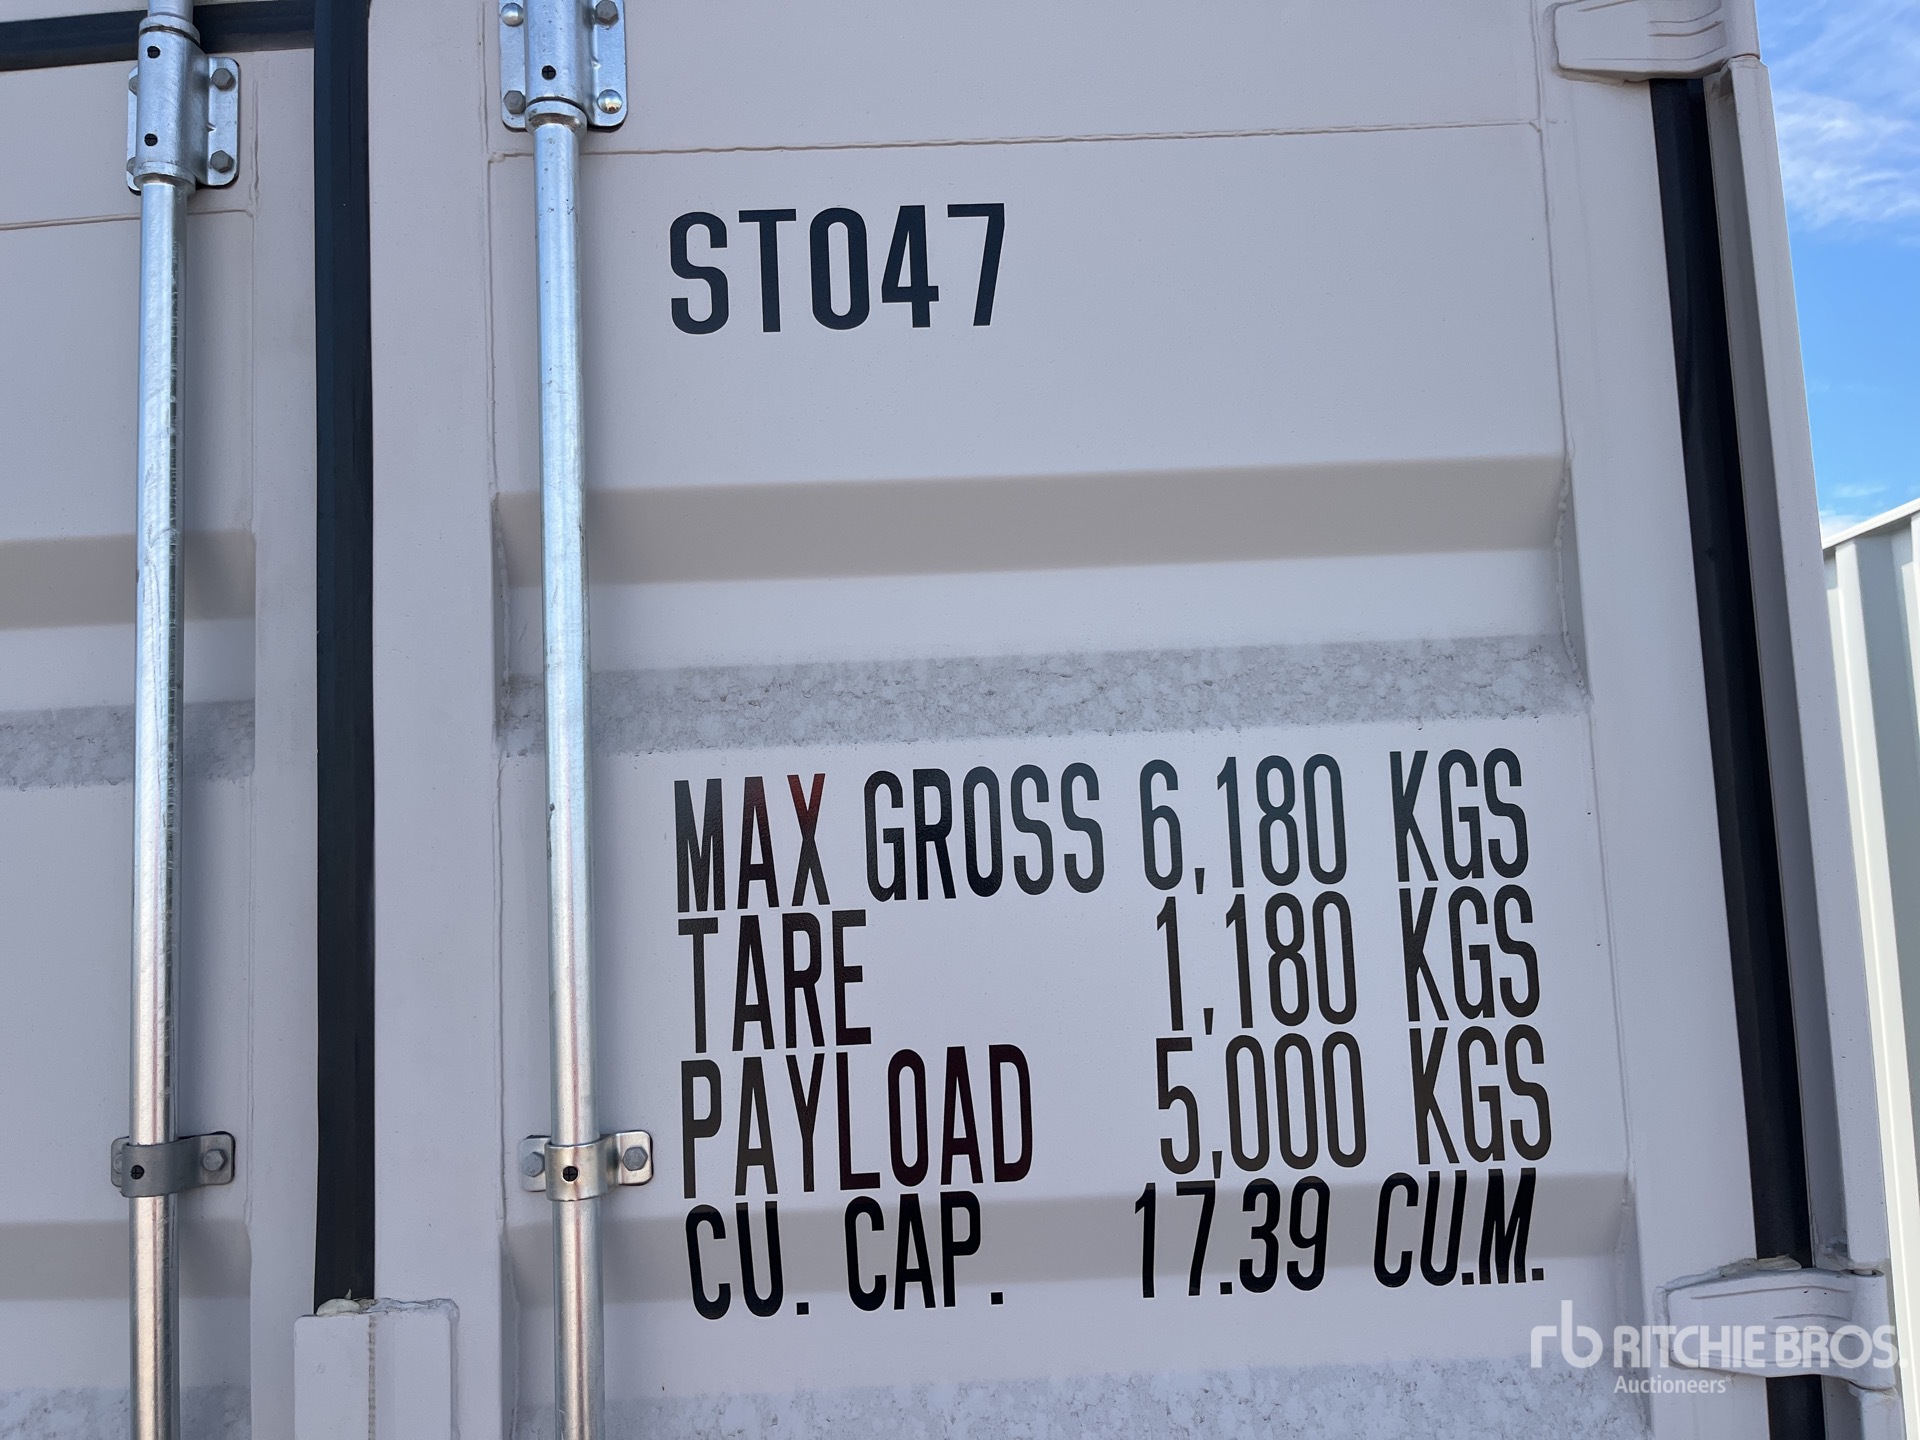 ST047
MAX GROSS 6,180 KGS
TARE 1,180 KGS
PAYLOAD 5,000 KGS
CU. CAP. 17.39 CU.M.
rb RITCHIE BROS.
Auctioneers